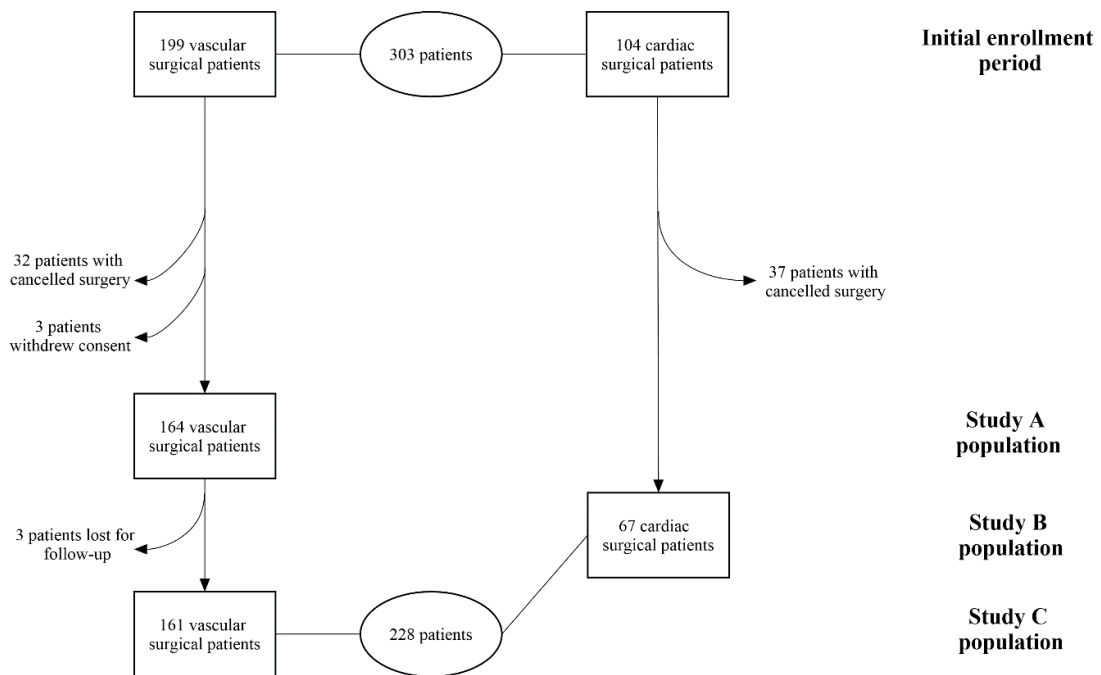 199 vascular
surgical patients
303 patients
104 cardiac
surgical patients
Initial enrollment
period
32 patients with
cancelled surgery
37 patients with
cancelled surgery
3 patients
withdrew consent
164 vascular
surgical patients
Study A
population
3 patients lost for
follow-up
67 cardiac
surgical patients
Study B
population
161 vascular
surgical patients
228 patients
Study C
population